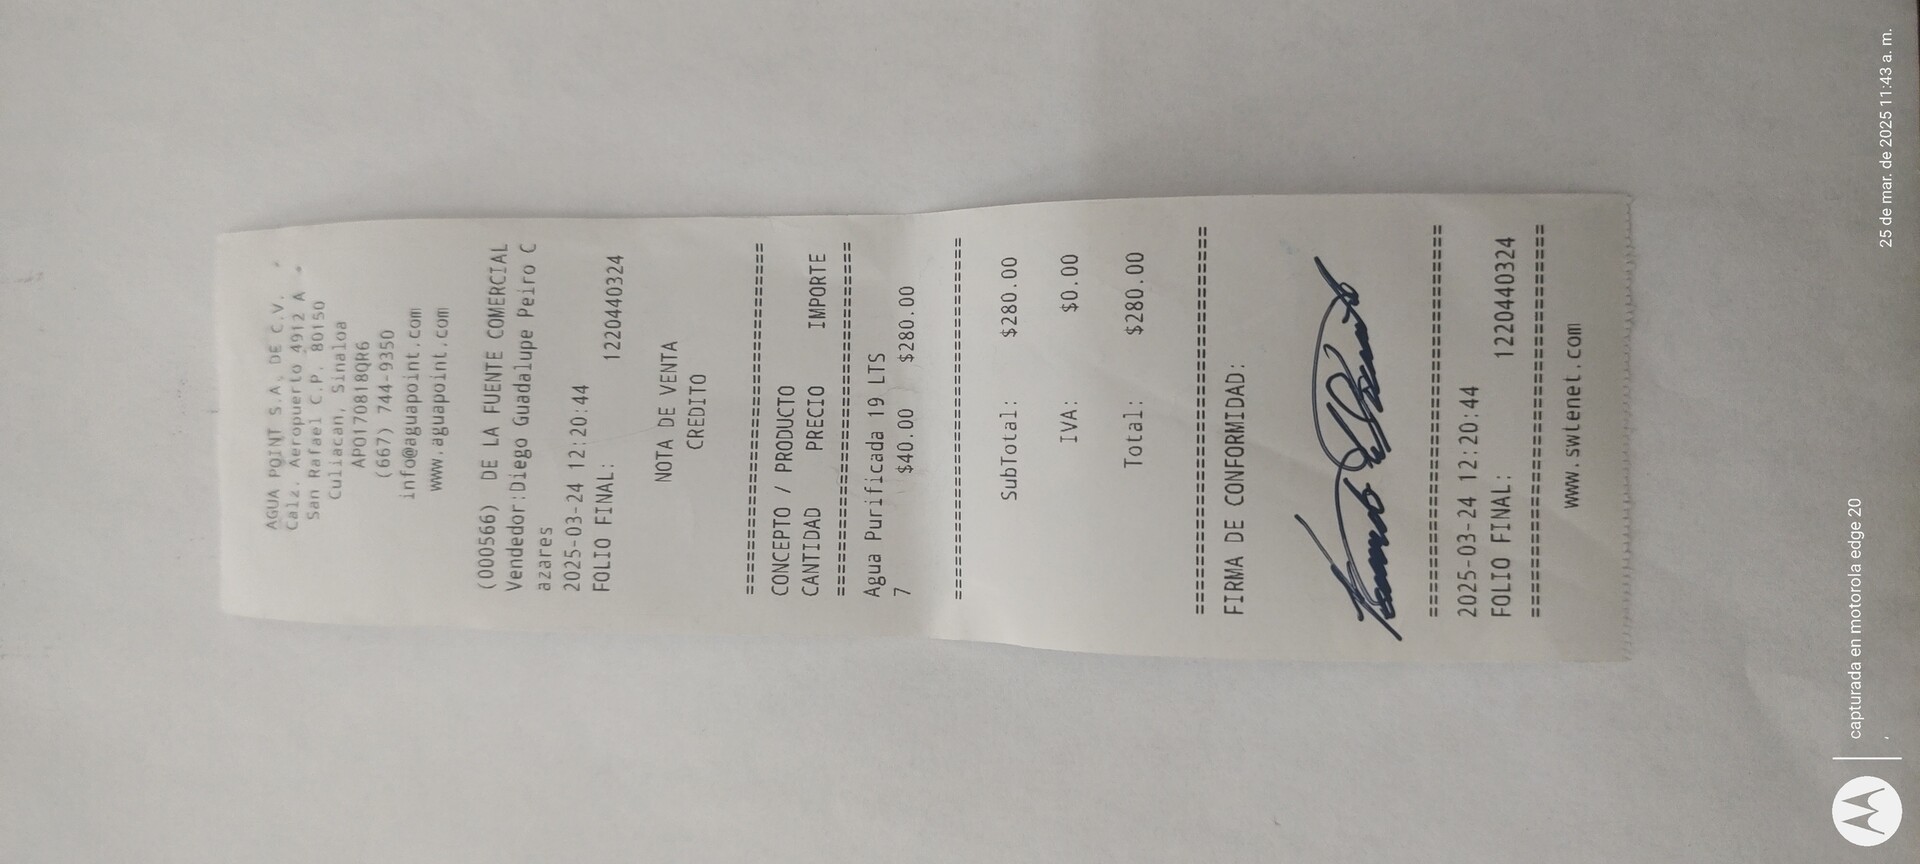 AGUA POINT S.A. DE C.V.
Calz. Aeropuerto 4912 A
San Rafael C.P. 80150
Culiacan, Sinaloa
APO170818QR6
(667) 744-9350
info@aguapoint.com
www.aguapoint.com
(000566) DE LA FUENTE COMERCIAL
Vendedor:Diego Guadalupe Peiro C
azares
2025-03-24 12:20:44
FOLIO FINAL: 1220440324
NOTA DE VENTA
CREDITO
================================
CONCEPTO / PRODUCTO
CANTIDAD PRECIO IMPORTE
================================
Agua Purificada 19 LTS
7 $40.00 $280.00
================================
SubTotal: $280.00
IVA: $0.00
Total: $280.00
================================
FIRMA DE CONFORMIDAD:
================================
2025-03-24 12:20:44
FOLIO FINAL: 1220440324
================================
www.swtenet.com
capturada en motorola edge 20
25 de mar. de 2025 11:43 a. m.